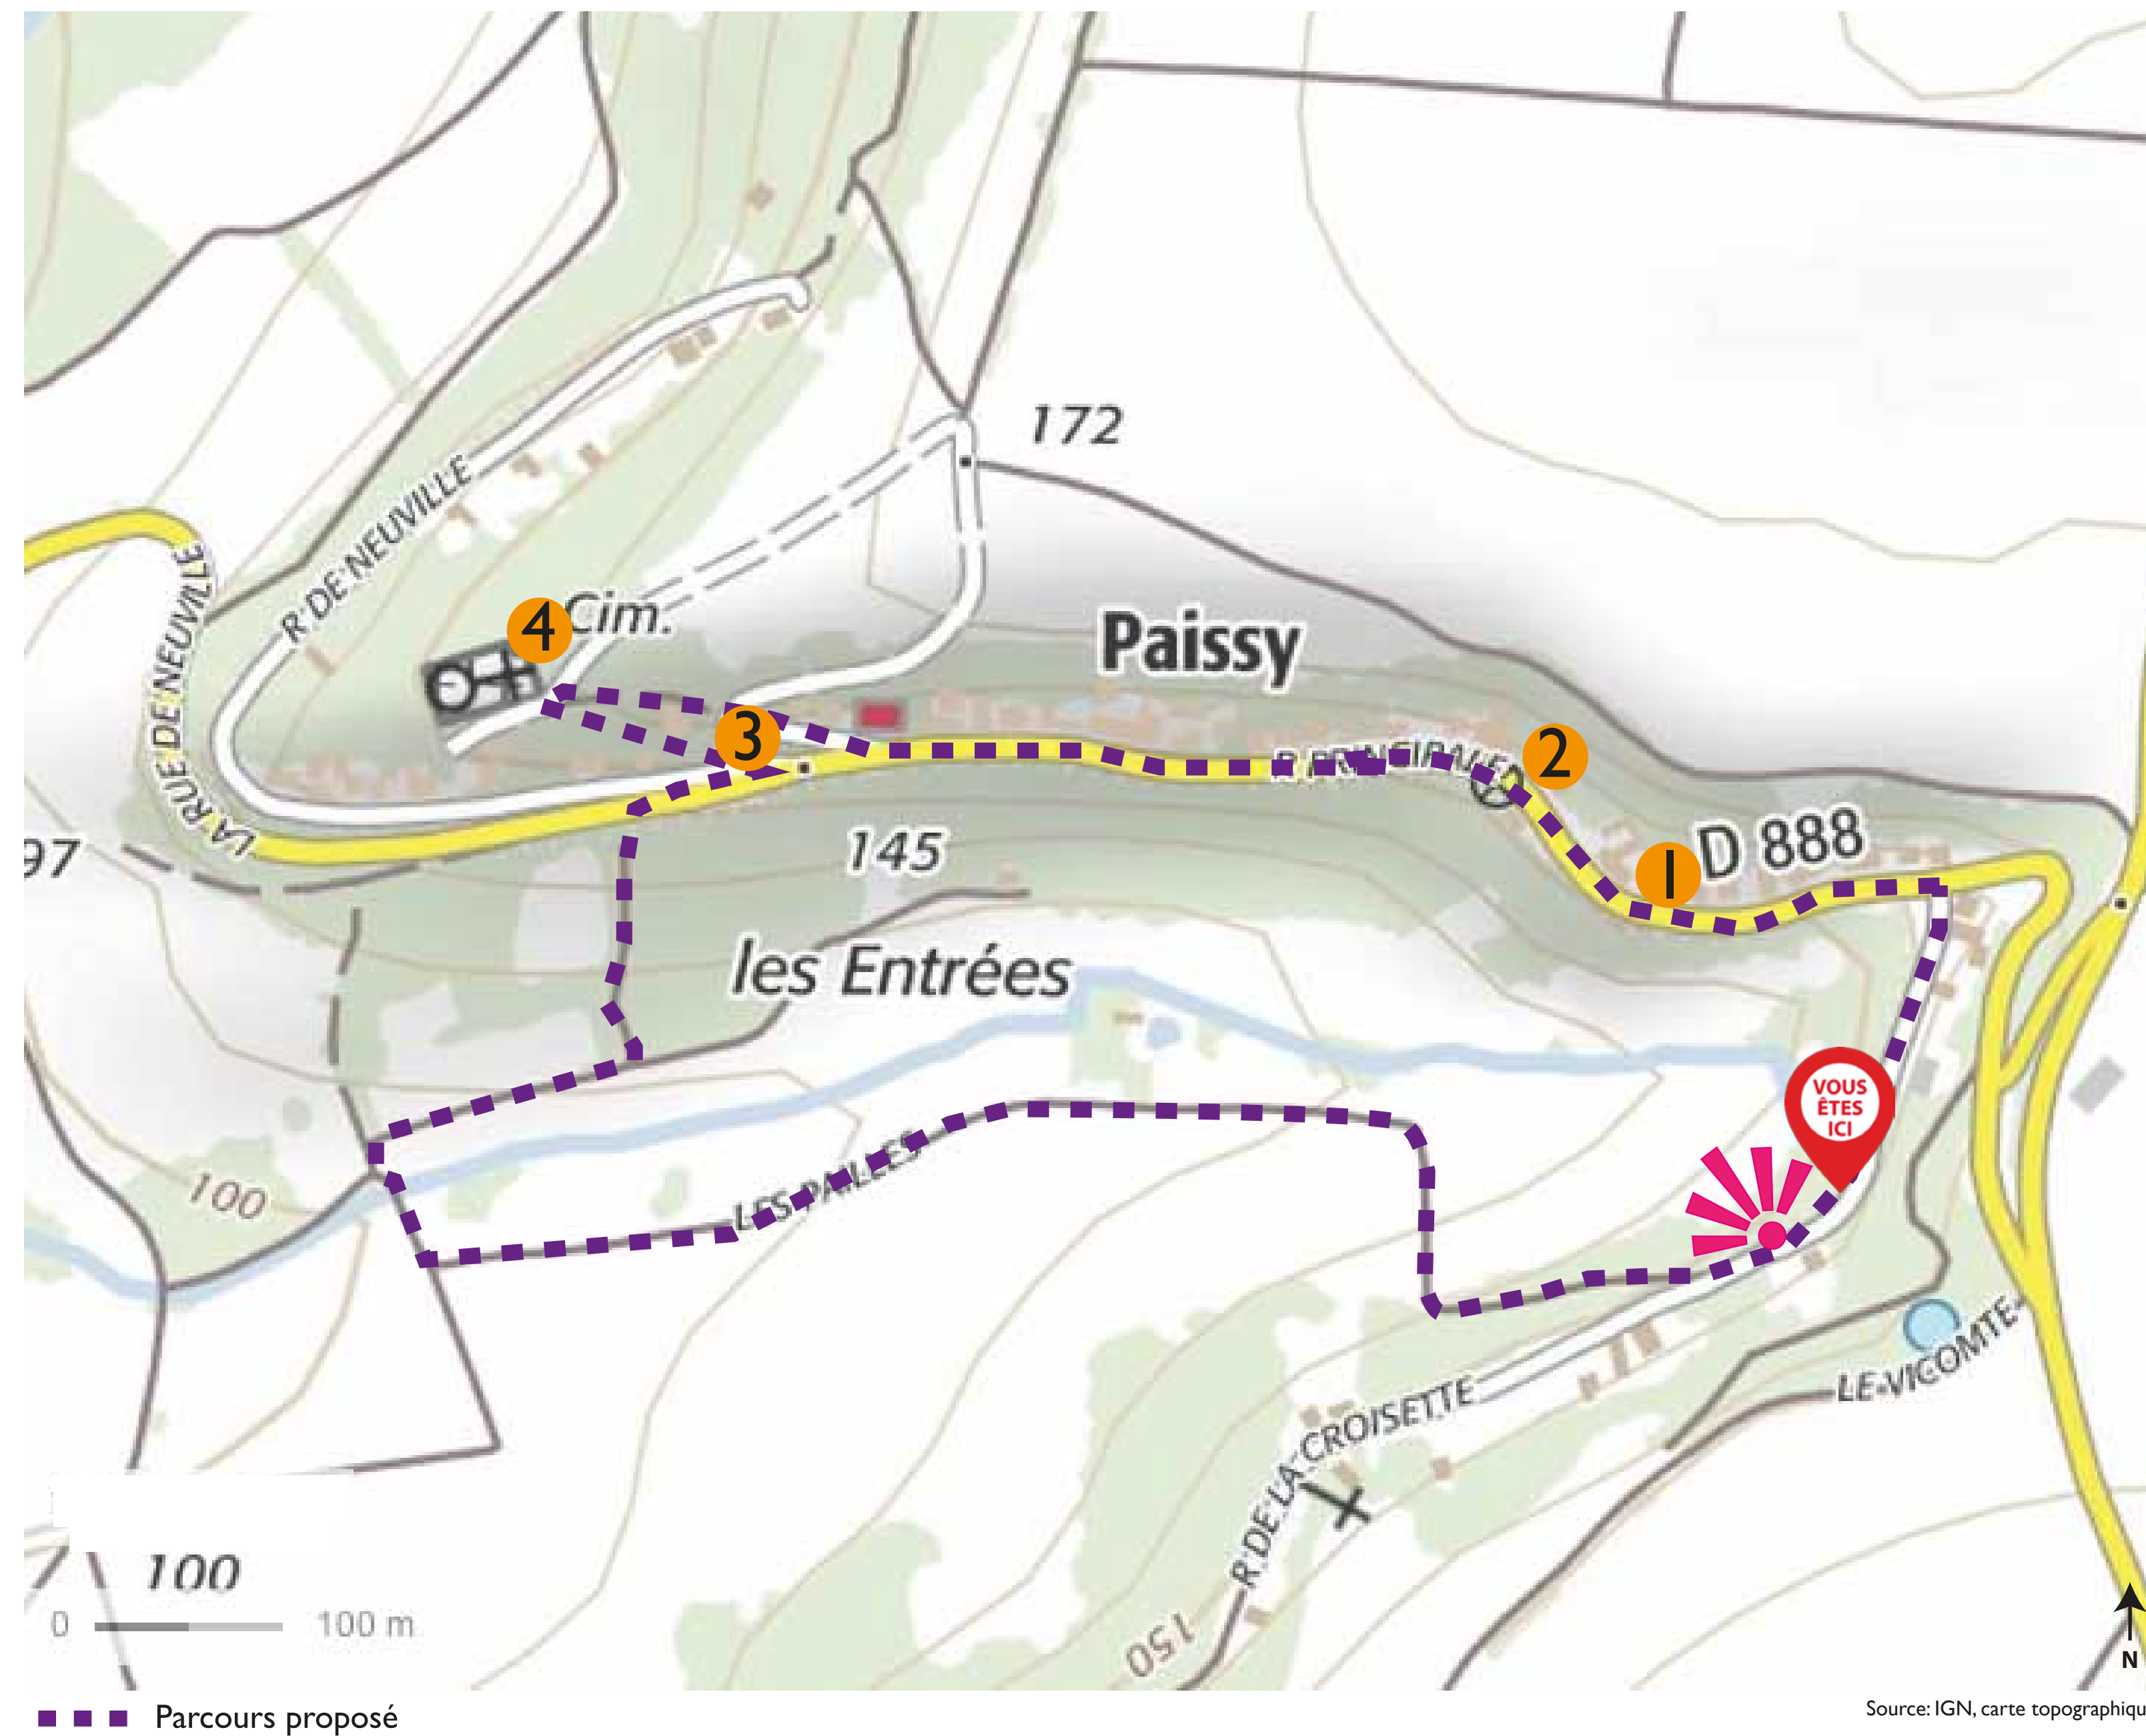 172
R. DE NEUVILLE
LA RUE DE NEUVILLE
4
Cim.
Paissy
3
R. PRINCIPALE
2
1
D 888
97
145
les Entrées
VOUS
ÊTES
ICI
LES PAILLES
100
LE VICOMTE
R. DE LA CROISETTE
150
100
0 100 m
N
Parcours proposé
Source: IGN, carte topographiqu